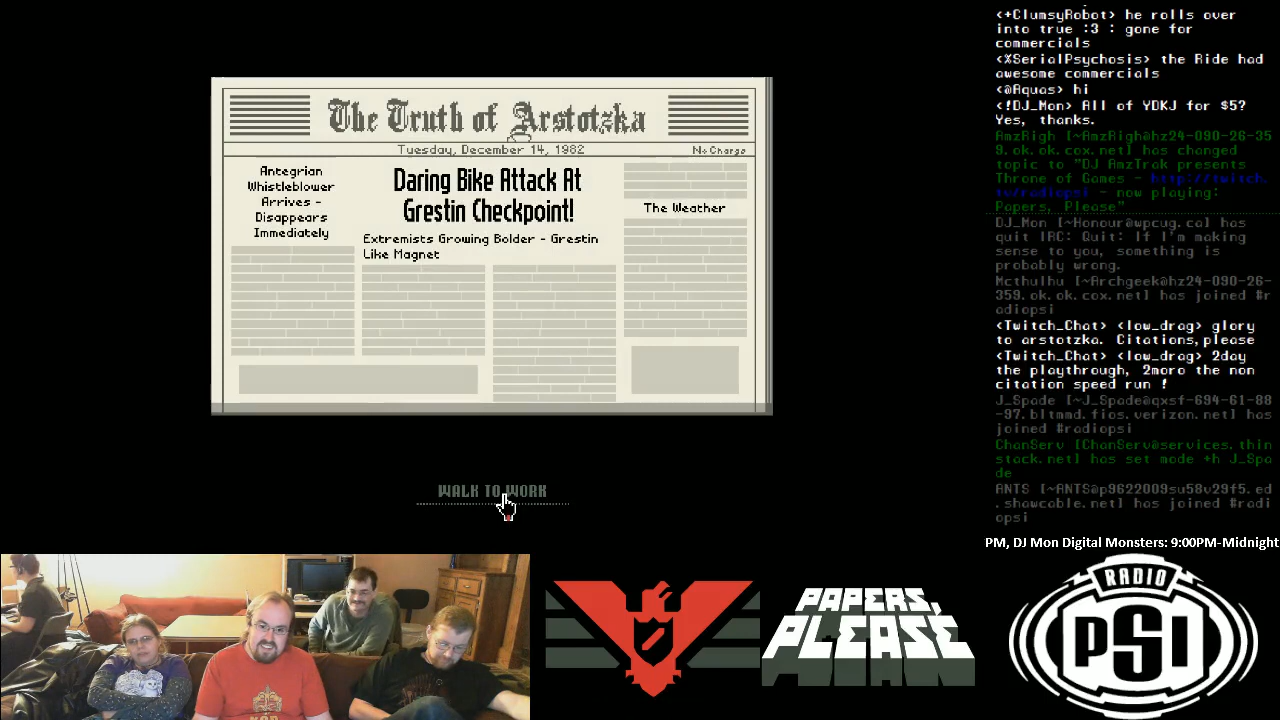 The Truth of Arstotzka
Tuesday, December 14, 1982
No Charge
Antegrian
Whistleblower
Arrives -
Disappears
Immediately
Daring Bike Attack At
Grestin Checkpoint!
Extremists Growing Bolder - Grestin
Like Magnet
The Weather
WALK TO WORK
<+ClumsyRobot> he rolls over
into true :3 : gone for
commercials
<%SerialPsychosis> the Ride had
awesome commercials
<@Aquas> hi
<!DJ_Mon> All of YDKJ for $5?
Yes, thanks.
AmzRigh [~AmzRigh@hz24-090-26-35
9.ok.ok.cox.net] has changed
topic to "DJ AmzTrak presents
Throne of Games - http://twitch.
tv/radiopsi - now playing:
Papers, Please"
DJ_Mon [~Honour@wpcug.ca] has
quit IRC: Quit: If I'm making
sense to you, something is
probably wrong.
Mcthulhu [~Archgeek@hz24-090-26-
359.ok.ok.cox.net] has joined #r
adiopsi
<Twitch_Chat> <low_drag> glory
to arstotzka. Citations,please
<Twitch_Chat> <low_drag> 2day
the playthrough, 2moro the non
citation speed run !
J_Spade [~J_Spade@qxsf-694-61-88
-97.bltmmd.fios.verizon.net] has
joined #radiopsi
ChanServ [ChanServ@services.thin
stack.net] has set mode +h J_Spa
de
ANTS [~ANTS@p9622009su58v29f5.ed
.shawcable.net] has joined #radi
opsi
PM, DJ Mon Digital Monsters: 9:00PM-Midnight
PAPERS,
PLEASE
RADIO
PSI